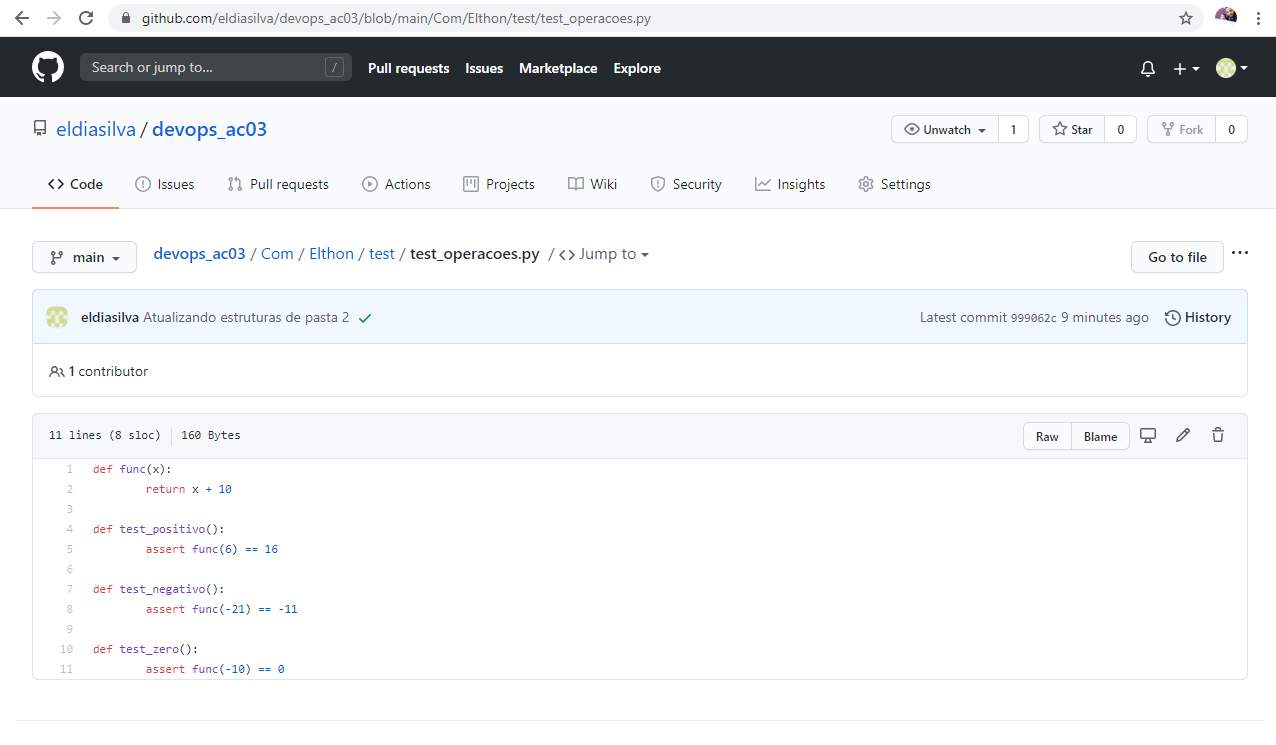 github.com/eldiasilva/devops_ac03/blob/main/Com/Elthon/test/test_operacoes.py
Search or jump to... / Pull requests Issues Marketplace Explore
eldiasilva / devops_ac03 Unwatch 1 Star 0 Fork 0
Code Issues Pull requests Actions Projects Wiki Security Insights Settings
main devops_ac03 / Com / Elthon / test / test_operacoes.py / <> Jump to Go to file ...
eldiasilva Atualizando estruturas de pasta 2 Latest commit 999062c 9 minutes ago History
1 contributor
11 lines (8 sloc) 160 Bytes Raw Blame
1 def func(x):
2 return x + 10
3
4 def test_positivo():
5 assert func(6) == 16
6
7 def test_negativo():
8 assert func(-21) == -11
9
10 def test_zero():
11 assert func(-10) == 0